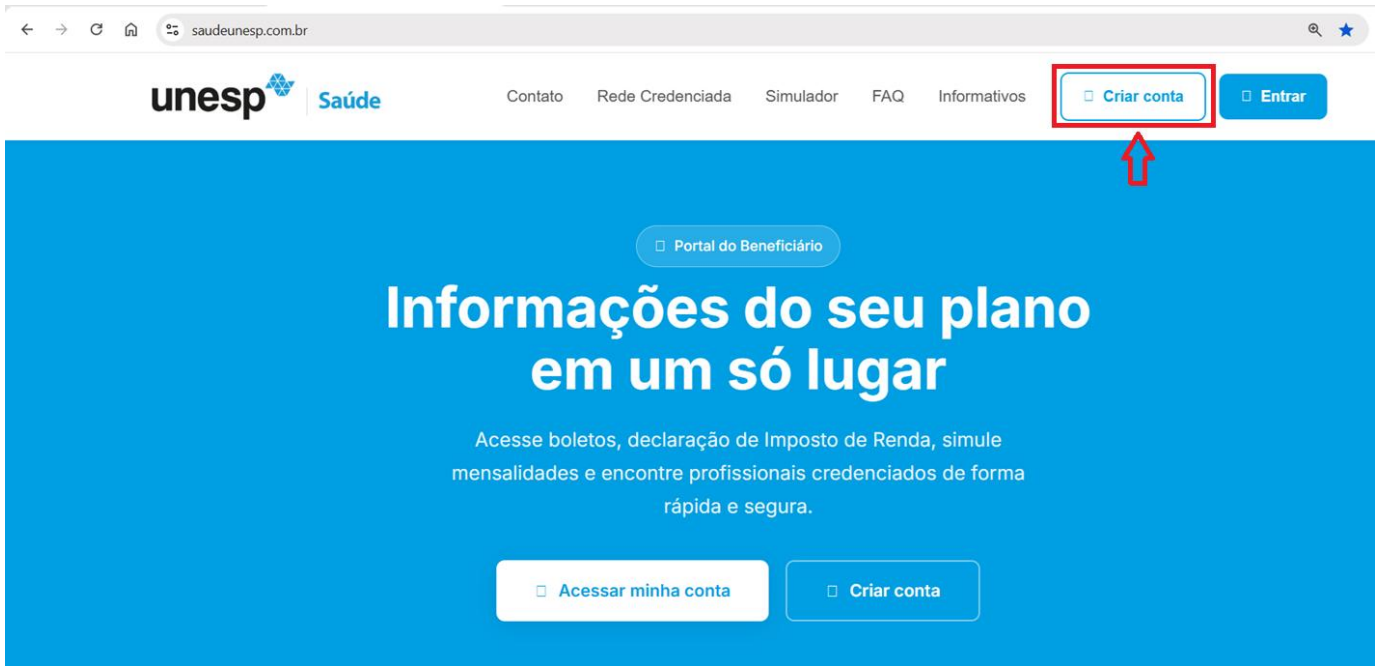 saudeunesp.com.br
unesp Saúde
Contato Rede Credenciada Simulador FAQ Informativos Criar conta Entrar
Portal do Beneficiário
Informações do seu plano
em um só lugar
Acesse boletos, declaração de Imposto de Renda, simule
mensalidades e encontre profissionais credenciados de forma
rápida e segura.
Acessar minha conta Criar conta